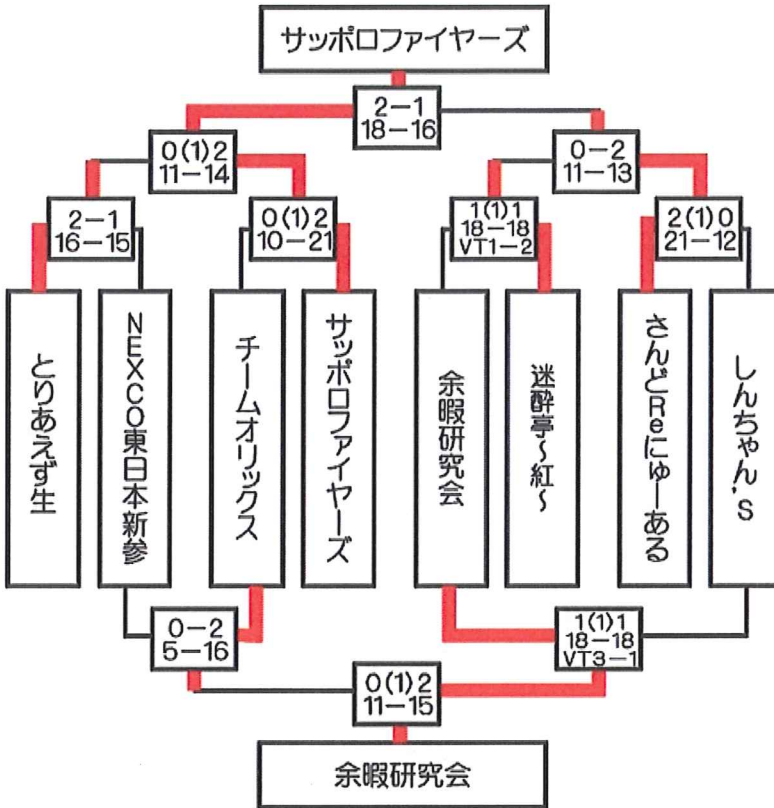 サッポロファイヤーズ
2-1
18-16
0(1)2
11-14
0-2
11-13
2-1
16-15
0(1)2
10-21
1(1)1
18-18
VT1-2
2(1)0
21-12
とりあえず生
NEXCO東日本新参
チームオリックス
サッポロファイヤーズ
余暇研究会
迷酔亭～紅～
さんどReにゅーある
しんちゃん’S
0-2
5-16
1(1)1
18-18
VT3-1
0(1)2
11-15
余暇研究会